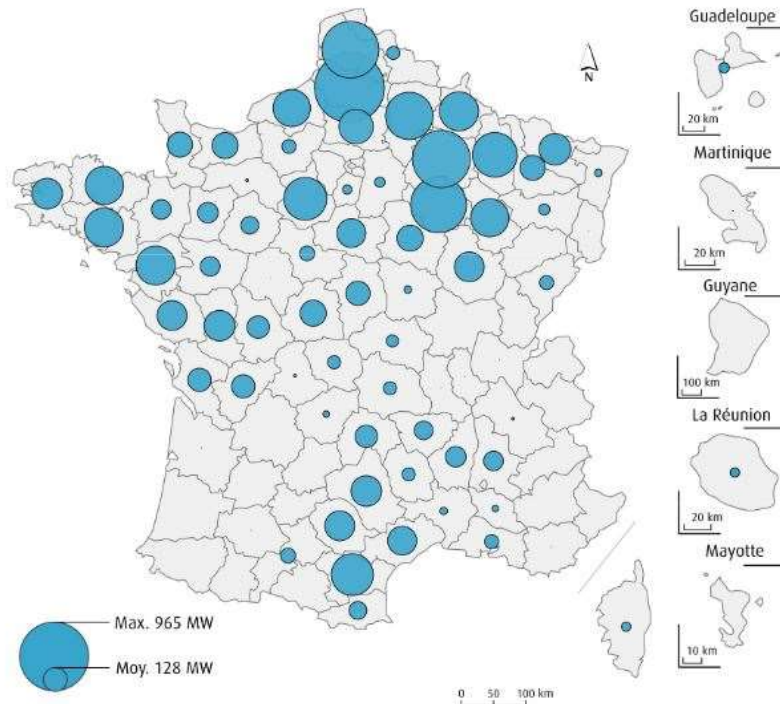 Guadeloupe
N
20 km
Martinique
20 km
Guyane
100 km
La Réunion
20 km
Mayotte
10 km
Max. 965 MW
Moy. 128 MW
0 50 100 km